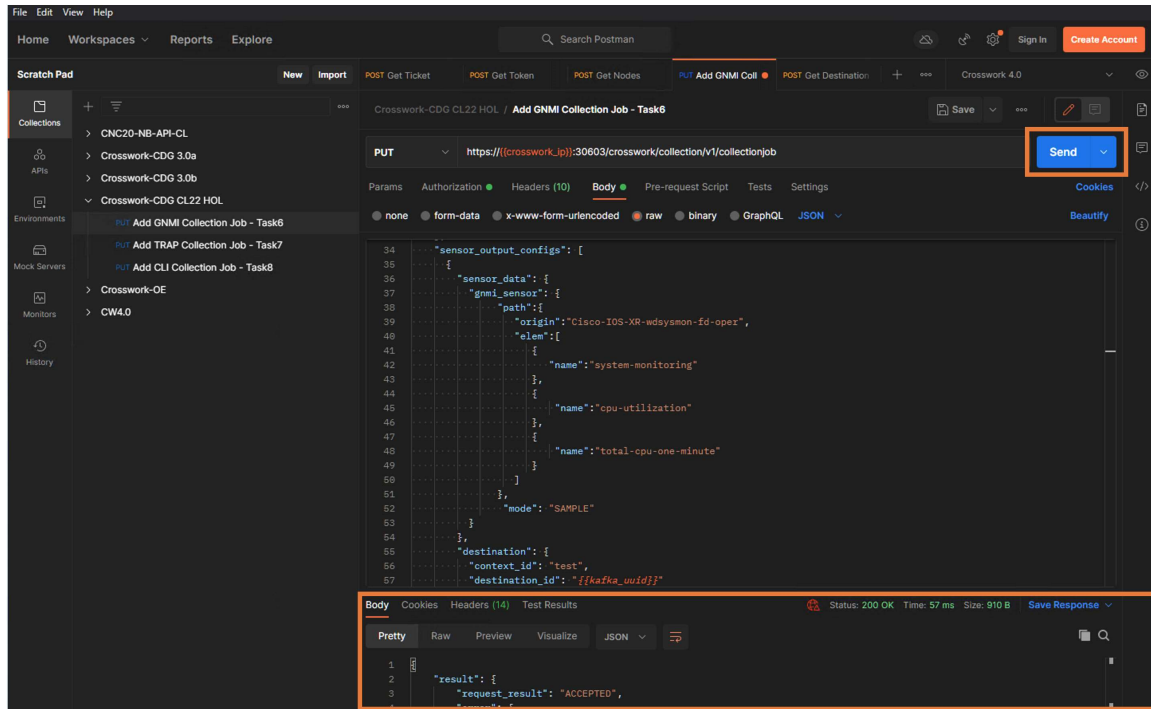 File Edit View Help
Home Workspaces Reports Explore Search Postman Sign In Create Account
Scratch Pad New Import
POST Get Ticket POST Get Token POST Get Nodes PUT Add GNMI Coll POST Get Destination Crosswork 4.0
Collections
APIs
Environments
Mock Servers
Monitors
History
CNC20-NB-API-CL
Crosswork-CDG 3.0a
Crosswork-CDG 3.0b
Crosswork-CDG CL22 HOL
PUT Add GNMI Collection Job - Task6
PUT Add TRAP Collection Job - Task7
PUT Add CLI Collection Job - Task8
Crosswork-OE
CW4.0
Crosswork-CDG CL22 HOL / Add GNMI Collection Job - Task6 Save
PUT https://{{crosswork_ip}}:30603/crosswork/collection/v1/collectionjob Send
Params Authorization Headers (10) Body Pre-request Script Tests Settings Cookies
none form-data x-www-form-urlencoded raw binary GraphQL JSON Beautify
34 "sensor_output_configs": [
35 {
36 "sensor_data": {
37 "gnmi_sensor": {
38 "path":{
39 "origin":"Cisco-IOS-XR-wdsysmon-fd-oper",
40 "elem":[
41 {
42 "name":"system-monitoring"
43 },
44 {
45 "name":"cpu-utilization"
46 },
47 {
48 "name":"total-cpu-one-minute"
49 }
50 ]
51 },
52 "mode": "SAMPLE"
53 }
54 },
55 "destination": {
56 "context_id": "test",
57 "destination_id": "{{kafka_uuid}}"
Body Cookies Headers (14) Test Results Status: 200 OK Time: 57 ms Size: 910 B Save Response
Pretty Raw Preview Visualize JSON
1 {
2 "result": {
3 "request_result": "ACCEPTED",